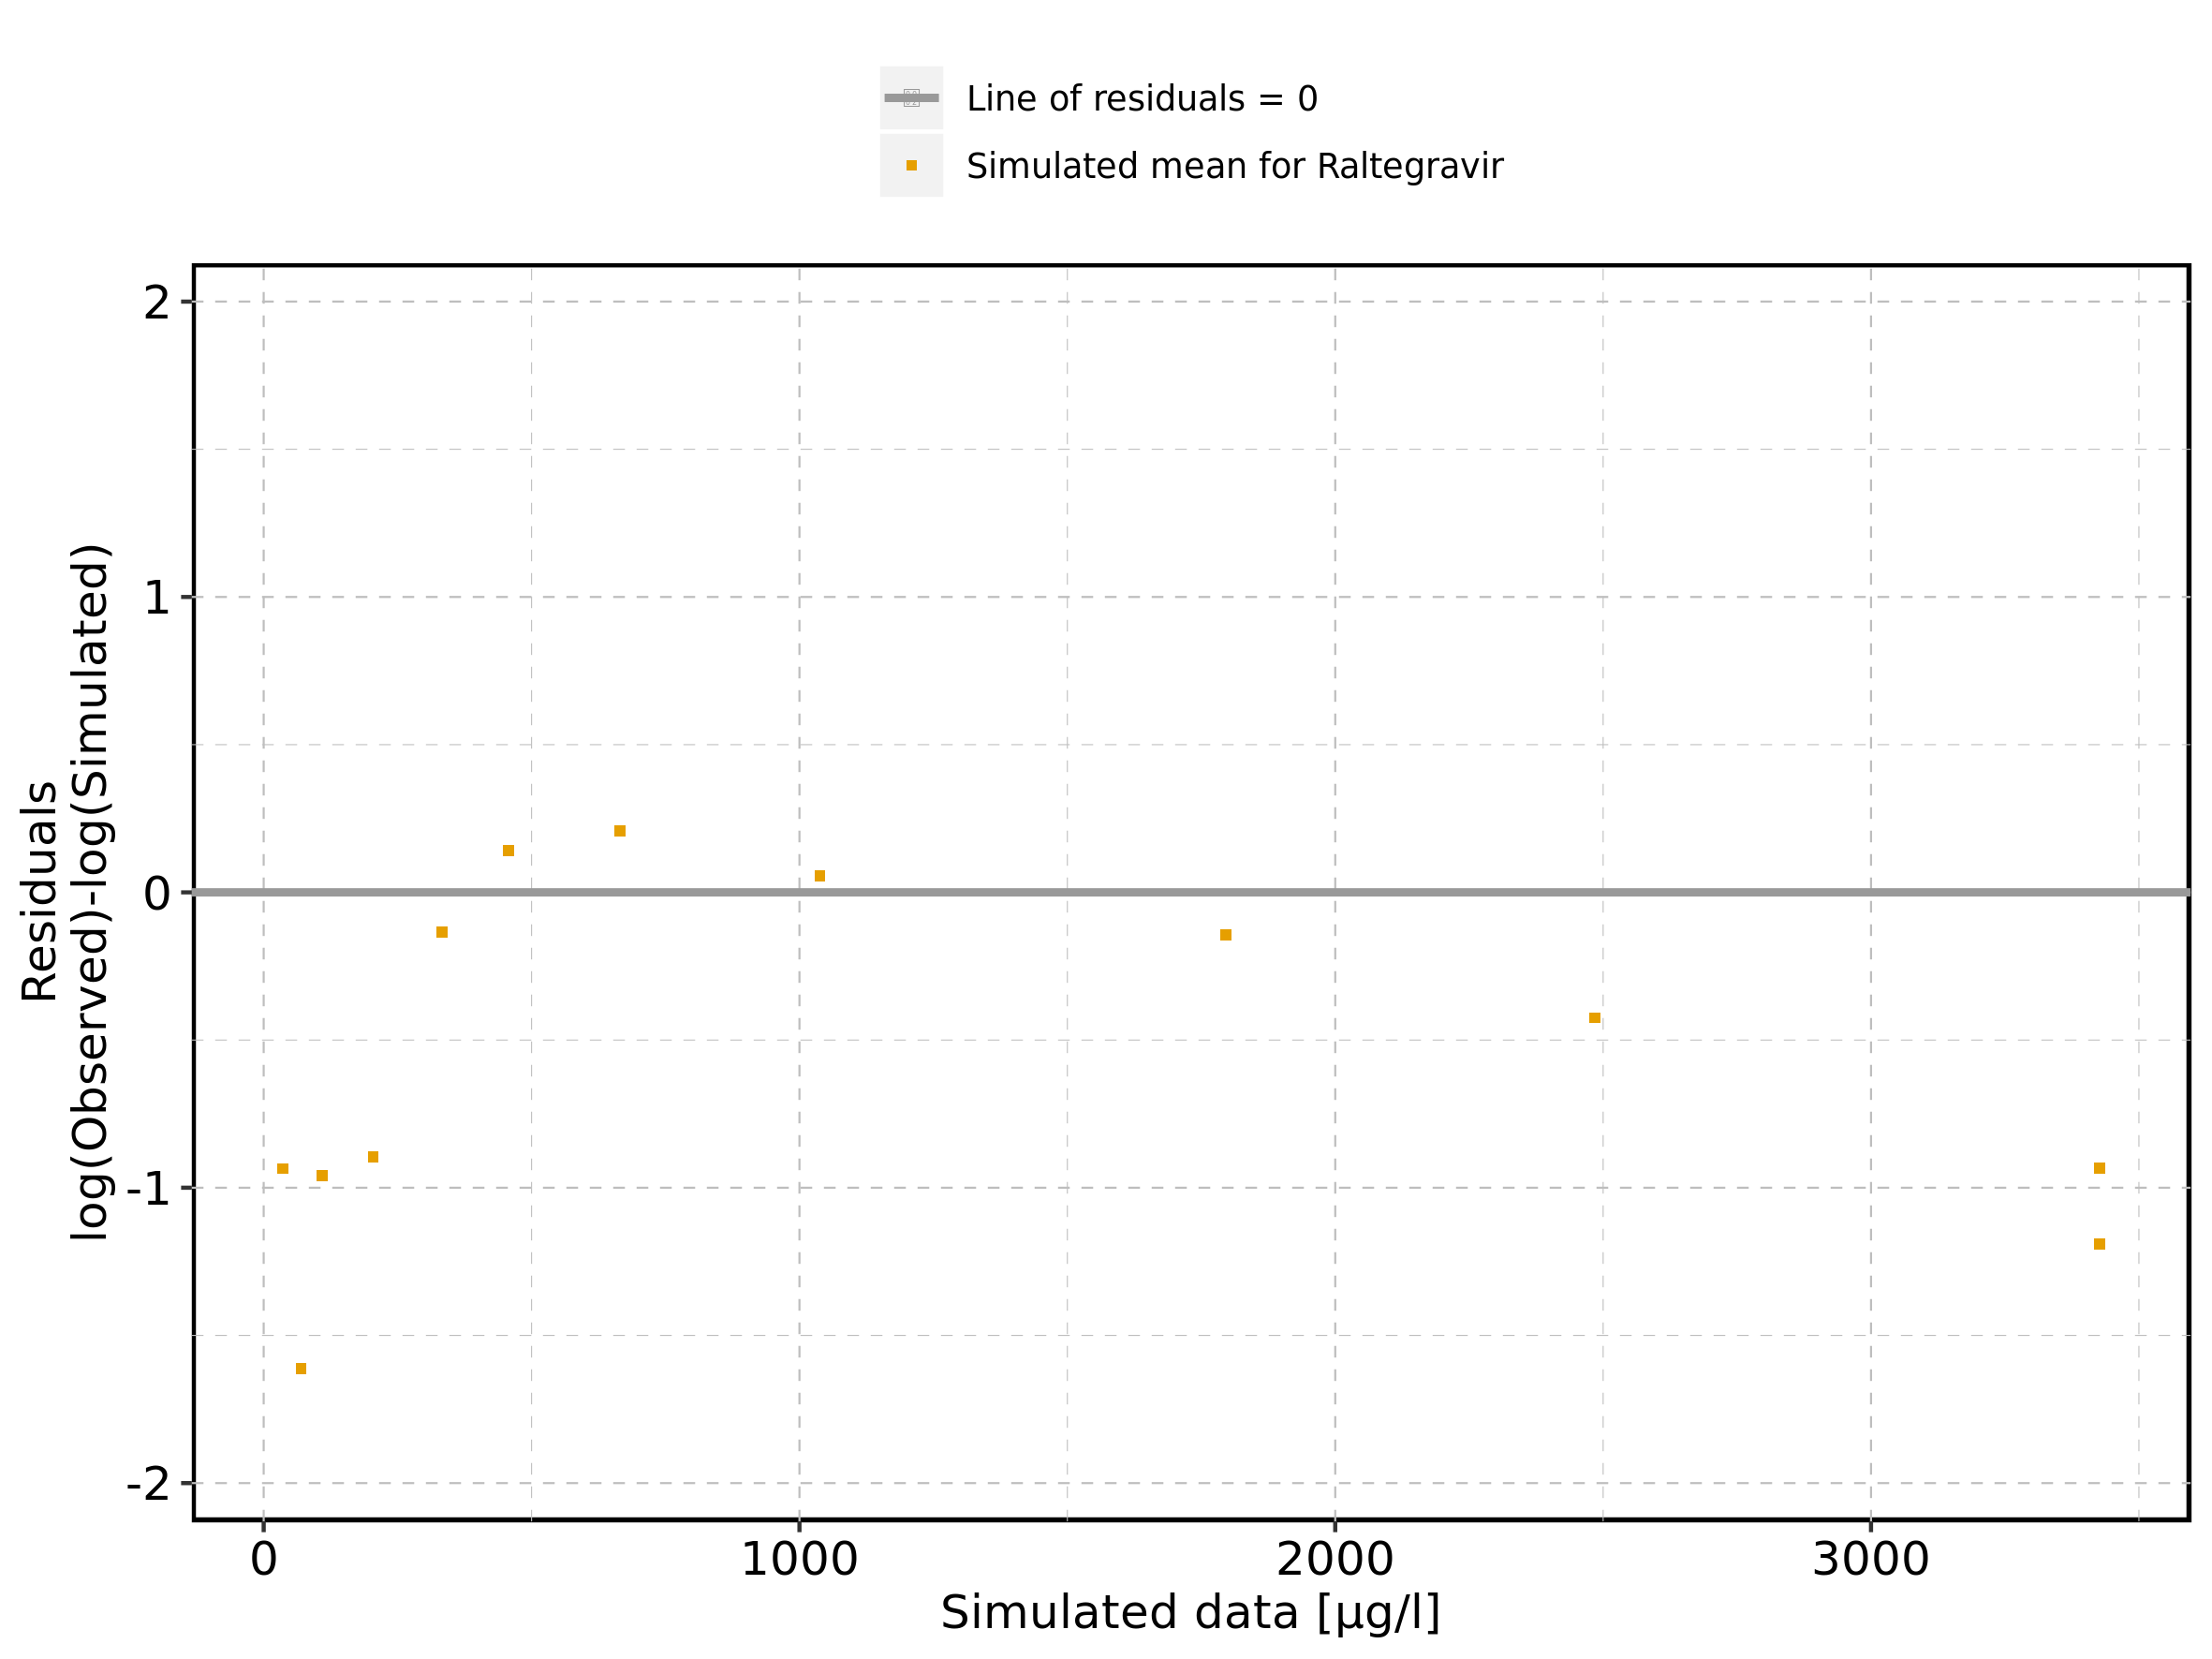 Line of residuals = 0
Simulated mean for Raltegravir
Residuals
log(Observed)-log(Simulated)
2
1
0
-1
-2
0 1000 2000 3000
Simulated data [µg/l]